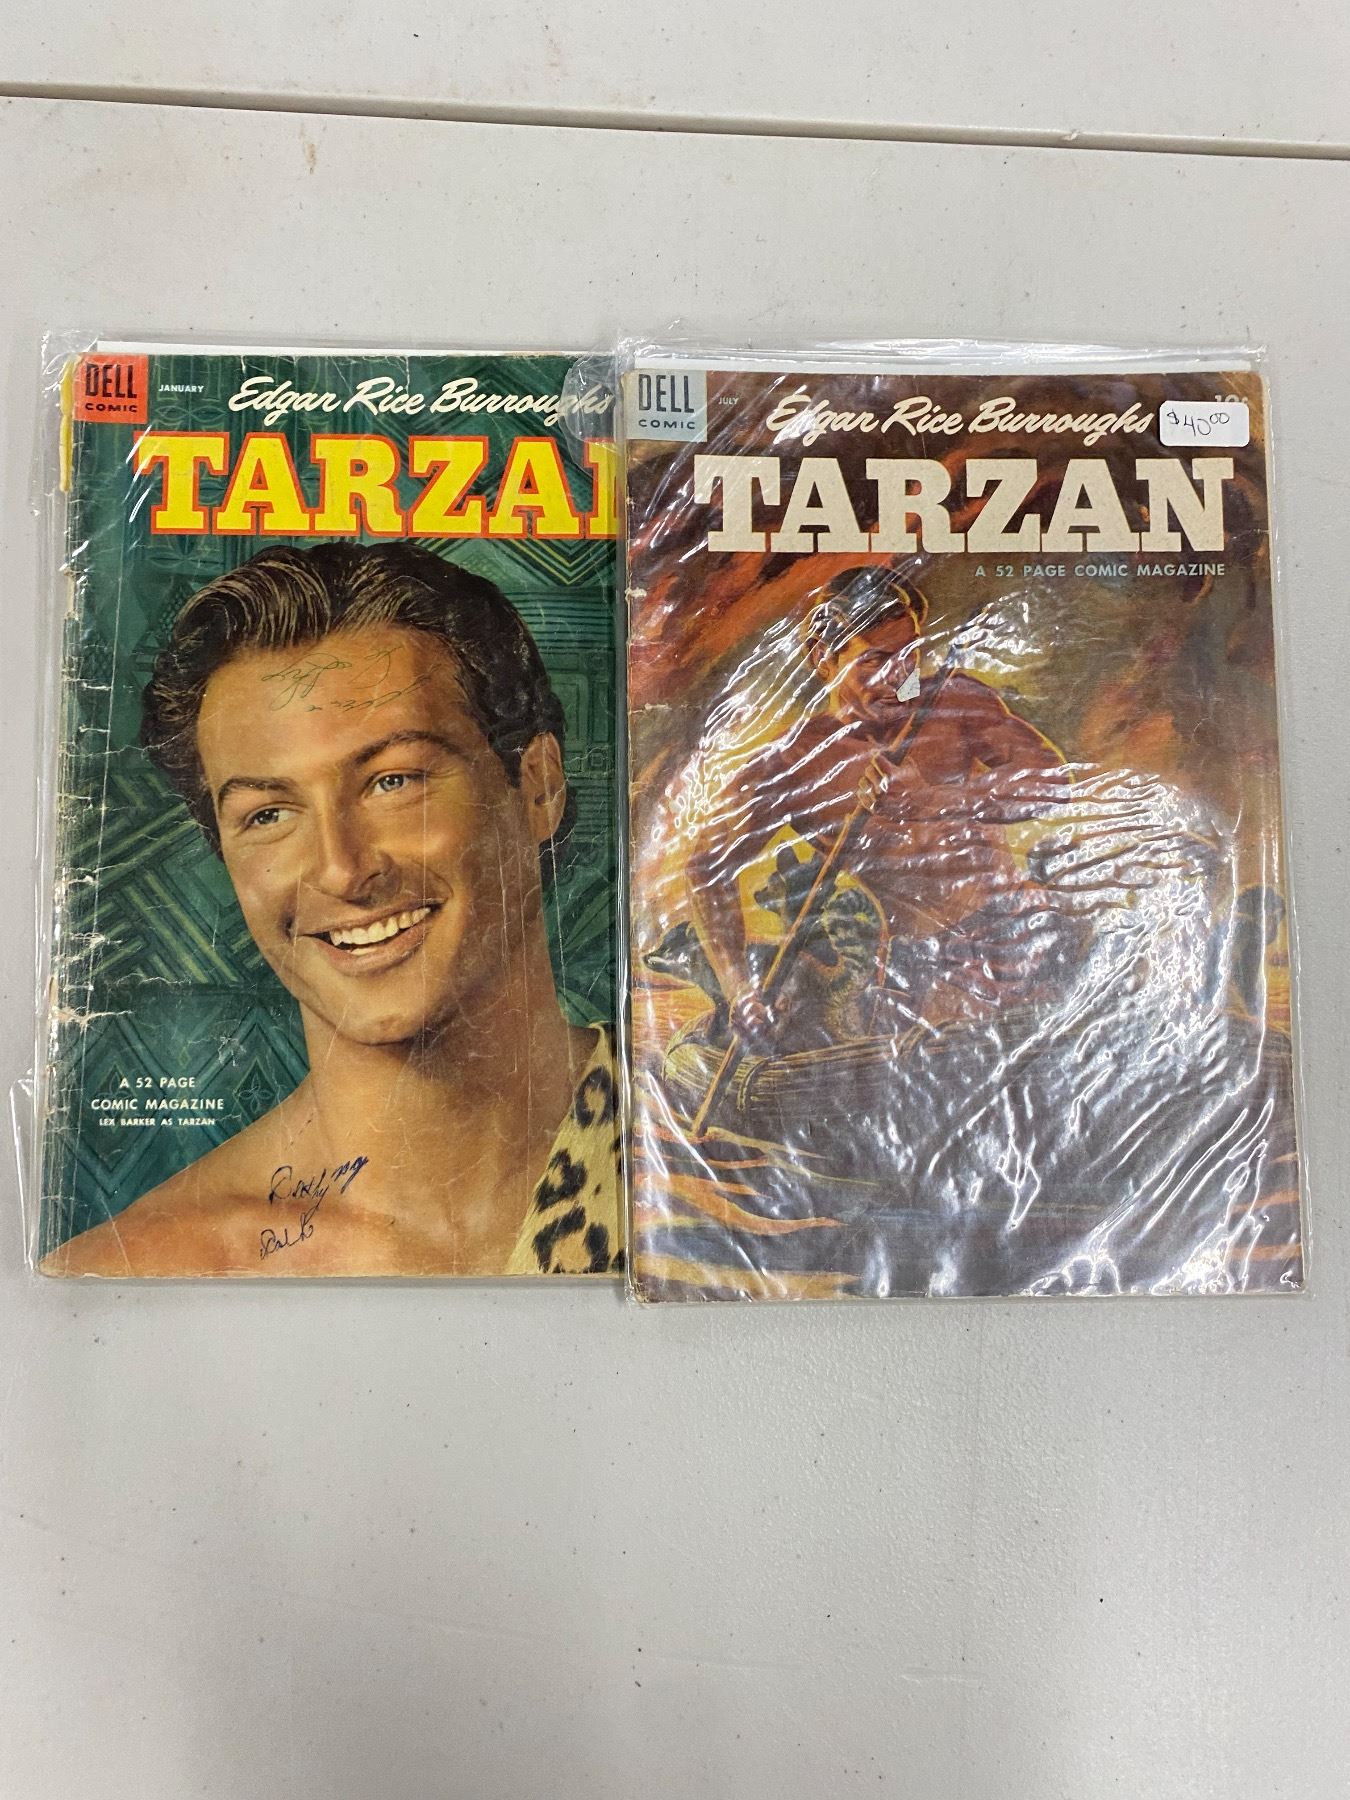 DELL
COMIC
JANUARY
Edgar Rice Burroughs
TARZAN
A 52 PAGE
COMIC MAGAZINE
LEX BARKER AS TARZAN
DELL
COMIC
JULY
10¢
Edgar Rice Burroughs
$40.00
TARZAN
A 52 PAGE COMIC MAGAZINE